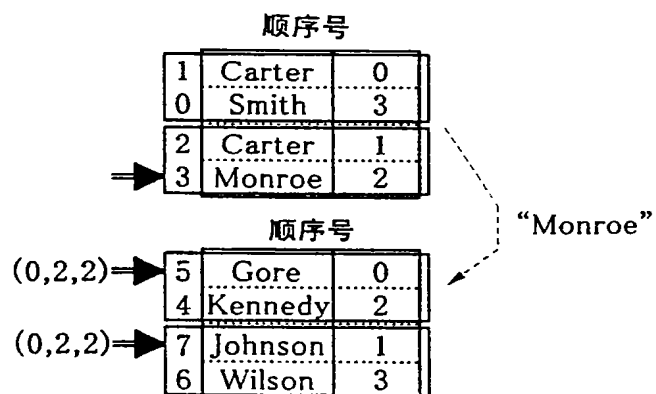 顺序号
1 Carter 0
0 Smith 3
2 Carter 1
3 Monroe 2
"Monroe"
顺序号
(0,2,2) 5 Gore 0
4 Kennedy 2
(0,2,2) 7 Johnson 1
6 Wilson 3